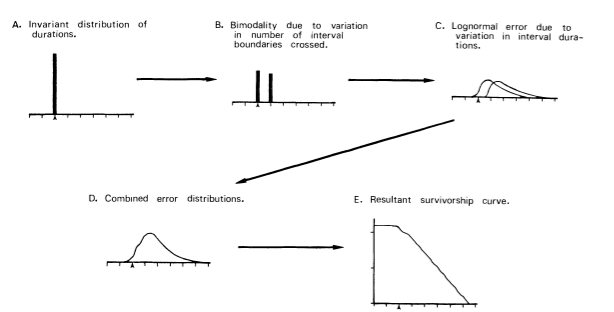 A. Invariant distribution of
durations.
B. Bimodality due to variation
in number of interval
boundaries crossed.
C. Lognormal error due to
variation in interval dura-
tions.
D. Combined error distributions.
E. Resultant survivorship curve.